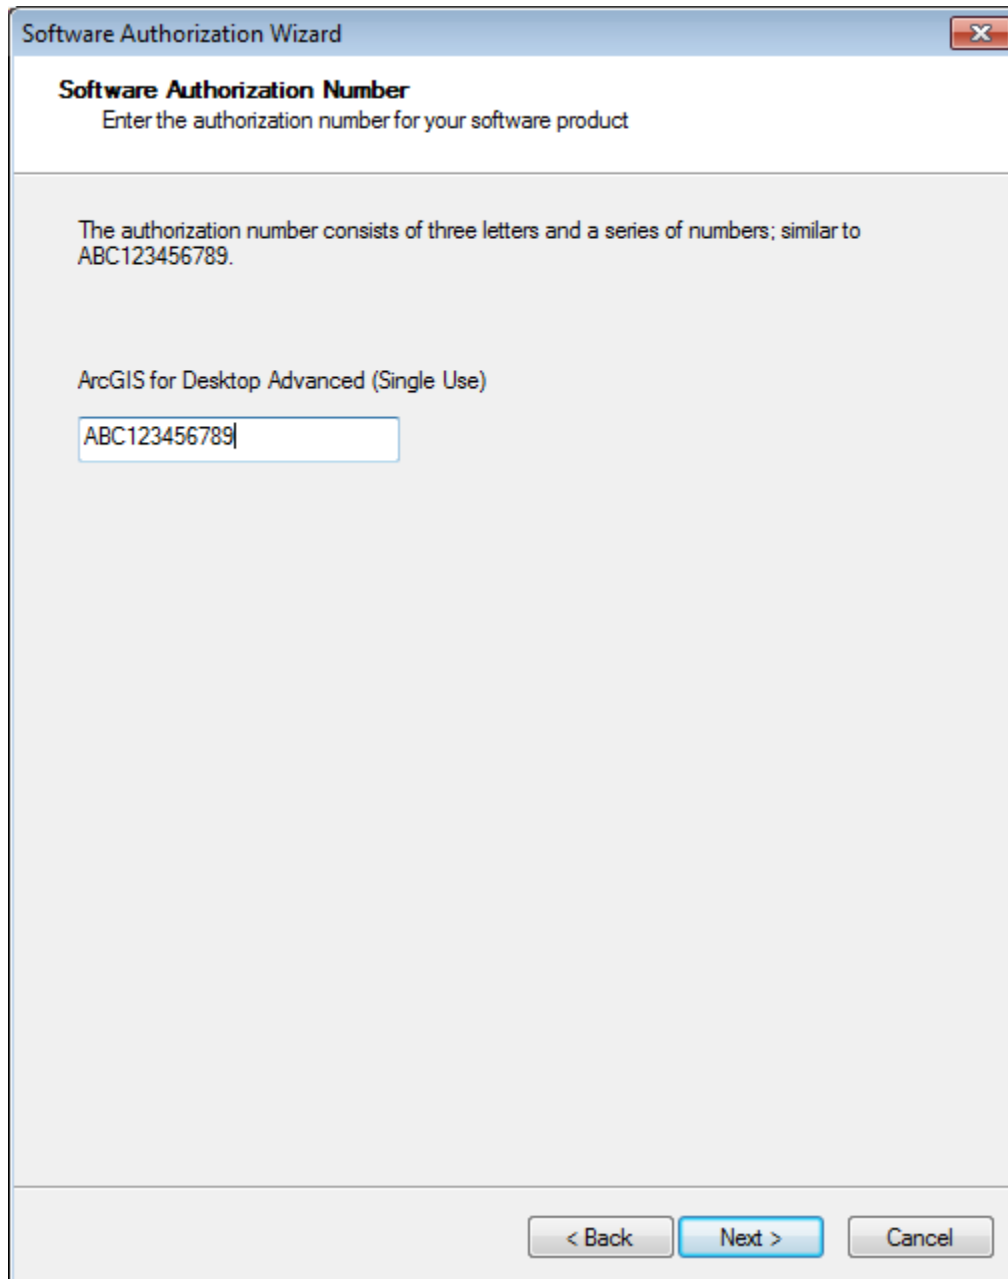 Software Authorization Wizard
Software Authorization Number
Enter the authorization number for your software product
The authorization number consists of three letters and a series of numbers; similar to
ABC123456789.
ArcGIS for Desktop Advanced (Single Use)
ABC123456789
< Back Next > Cancel